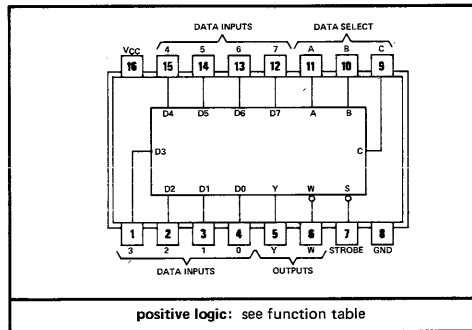 DATA INPUTS DATA SELECT
VCC 4 5 6 7 A B C
16 15 14 13 12 11 10 9
D4 D5 D6 D7 A B
D3 C
D2 D1 D0 Y W S
1 2 3 4 5 6 7 8
3 2 1 0 Y W STROBE GND
DATA INPUTS OUTPUTS
positive logic: see function table